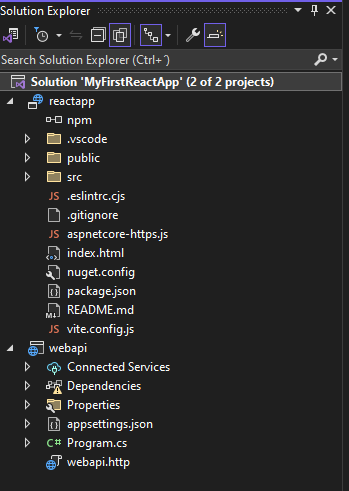 Solution Explorer
Search Solution Explorer (Ctrl+´)
Solution 'MyFirstReactApp' (2 of 2 projects)
reactapp
npm
.vscode
public
src
JS .eslintrc.cjs
.gitignore
JS aspnetcore-https.js
index.html
nuget.config
package.json
M README.md
JS vite.config.js
webapi
Connected Services
Dependencies
Properties
appsettings.json
C# Program.cs
webapi.http